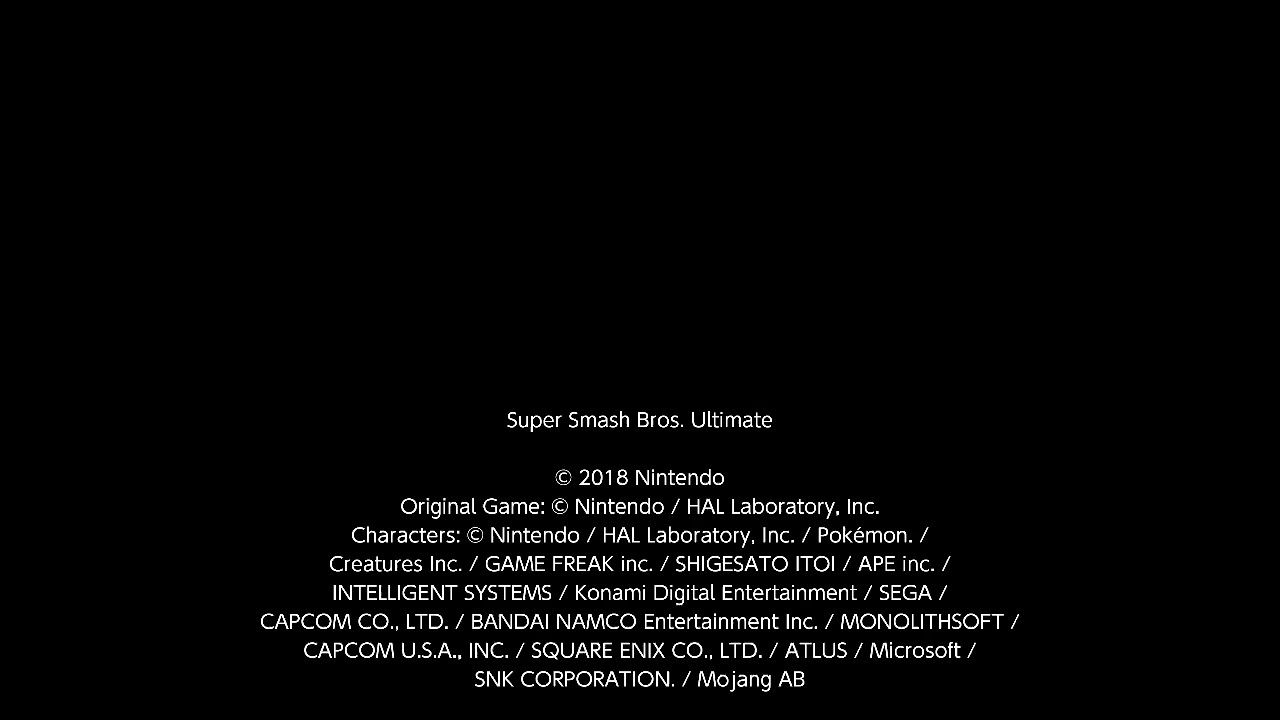 Super Smash Bros. Ultimate
© 2018 Nintendo
Original Game: © Nintendo / HAL Laboratory, Inc.
Characters: © Nintendo / HAL Laboratory, Inc. / Pokémon. /
Creatures Inc. / GAME FREAK inc. / SHIGESATO ITOI / APE inc. /
INTELLIGENT SYSTEMS / Konami Digital Entertainment / SEGA /
CAPCOM CO., LTD. / BANDAI NAMCO Entertainment Inc. / MONOLITHSOFT /
CAPCOM U.S.A., INC. / SQUARE ENIX CO., LTD. / ATLUS / Microsoft /
SNK CORPORATION. / Mojang AB